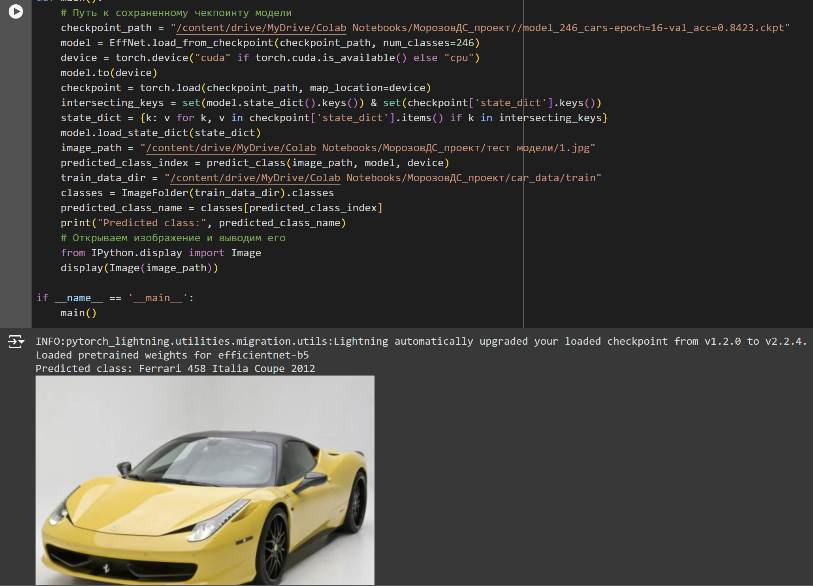 # Путь к сохраненному чекпоинту модели
checkpoint_path = "/content/drive/MyDrive/Colab Notebooks/МорозовДС_проект//model_246_cars-epoch=16-val_acc=0.8423.ckpt"
model = EffNet.load_from_checkpoint(checkpoint_path, num_classes=246)
device = torch.device("cuda" if torch.cuda.is_available() else "cpu")
model.to(device)
checkpoint = torch.load(checkpoint_path, map_location=device)
intersecting_keys = set(model.state_dict().keys()) & set(checkpoint['state_dict'].keys())
state_dict = {k: v for k, v in checkpoint['state_dict'].items() if k in intersecting_keys}
model.load_state_dict(state_dict)
image_path = "/content/drive/MyDrive/Colab Notebooks/МорозовДС_проект/тест модели/1.jpg"
predicted_class_index = predict_class(image_path, model, device)
train_data_dir = "/content/drive/MyDrive/Colab Notebooks/МорозовДС_проект/car_data/train"
classes = ImageFolder(train_data_dir).classes
predicted_class_name = classes[predicted_class_index]
print("Predicted class:", predicted_class_name)
# Открываем изображение и выводим его
from IPython.display import Image
display(Image(image_path))
if __name__ == '__main__':
main()
INFO:pytorch_lightning.utilities.migration.utils:Lightning automatically upgraded your loaded checkpoint from v1.2.0 to v2.2.4.
Loaded pretrained weights for efficientnet-b5
Predicted class: Ferrari 458 Italia Coupe 2012